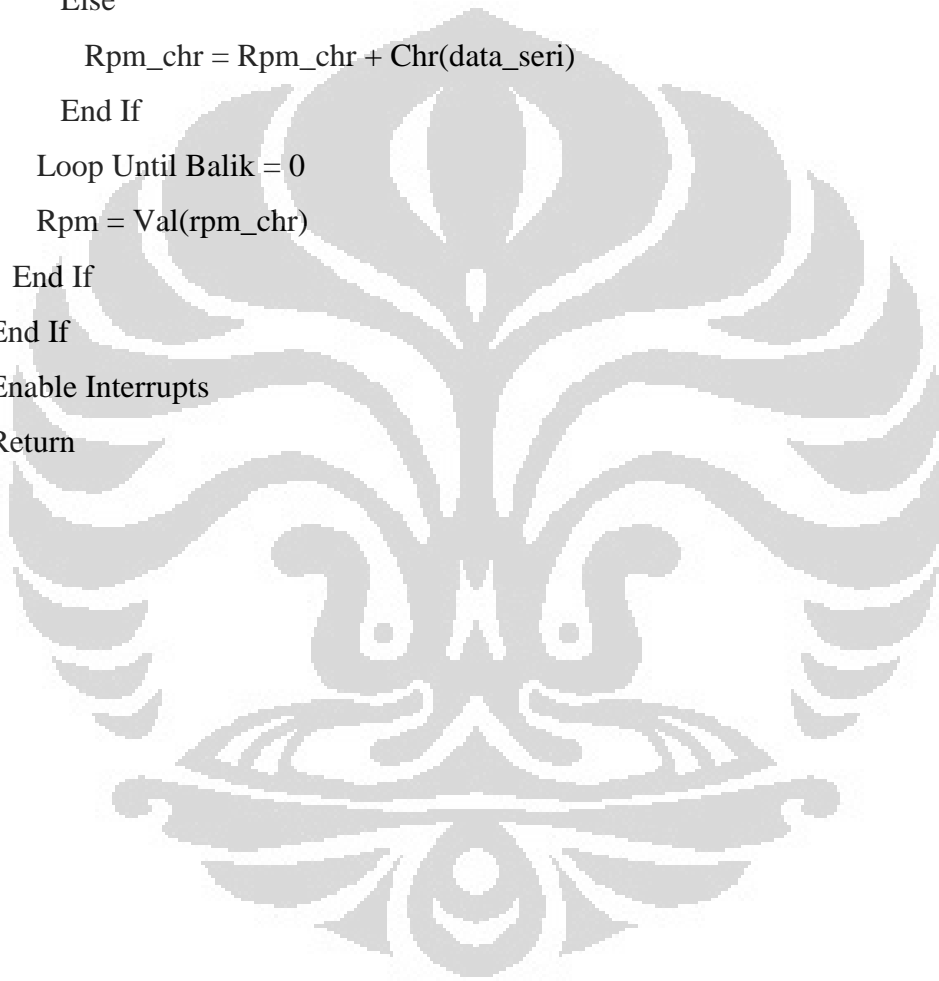 Else
Rpm_chr = Rpm_chr + Chr(data_seri)
End If
Loop Until Balik = 0
Rpm = Val(rpm_chr)
End If
End If
Enable Interrupts
Return